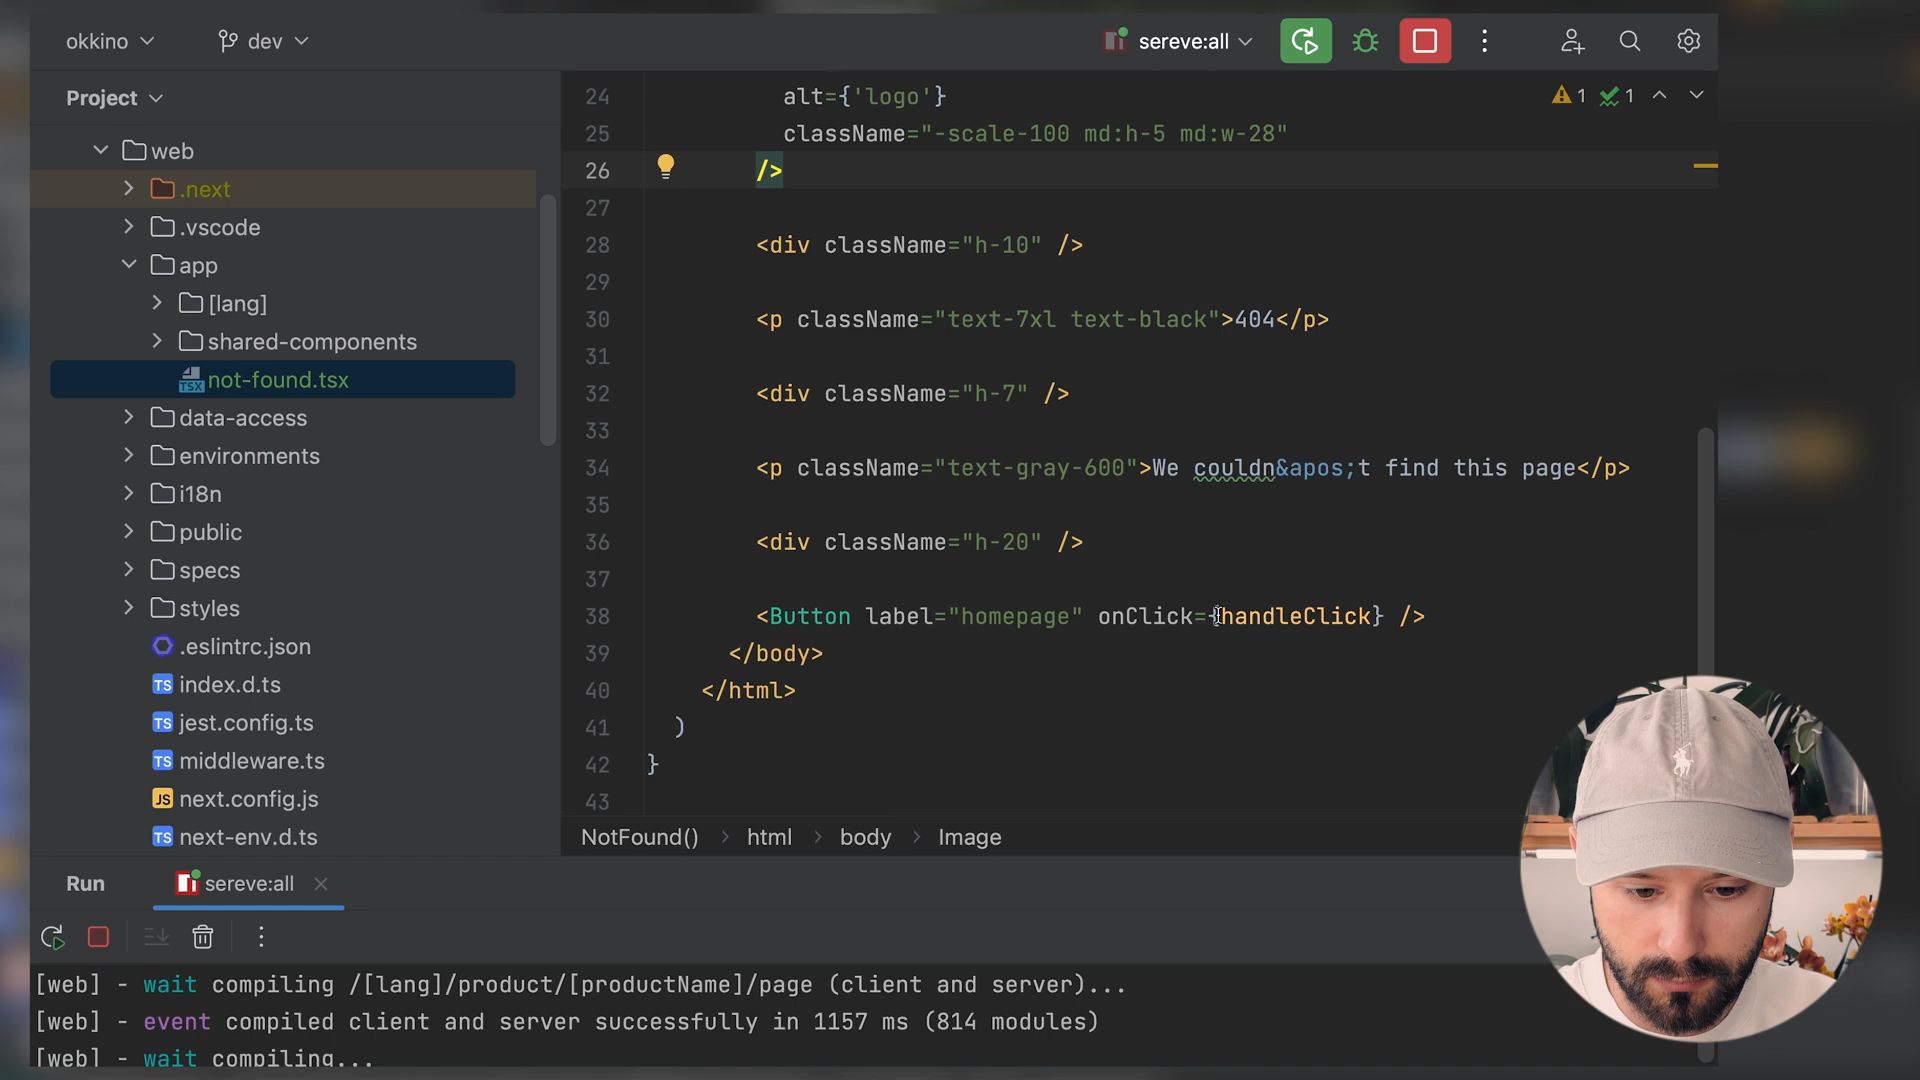 okkino
dev
sereve:all
Project
web
.next
.vscode
app
[lang]
shared-components
not-found.tsx
data-access
environments
i18n
public
specs
styles
.eslintrc.json
index.d.ts
jest.config.ts
middleware.ts
next.config.js
next-env.d.ts
1 1
24 alt={'logo'}
25 className="-scale-100 md:h-5 md:w-28"
26 />
27
28 <div className="h-10" />
29
30 <p className="text-7xl text-black">404</p>
31
32 <div className="h-7" />
33
34 <p className="text-gray-600">We couldn&apos;t find this page</p>
35
36 <div className="h-20" />
37
38 <Button label="homepage" onClick={handleClick} />
39 </body>
40 </html>
41 )
42 }
43
NotFound() > html > body > Image
Run sereve:all
[web] - wait compiling /[lang]/product/[productName]/page (client and server)...
[web] - event compiled client and server successfully in 1157 ms (814 modules)
[web] - wait compiling...